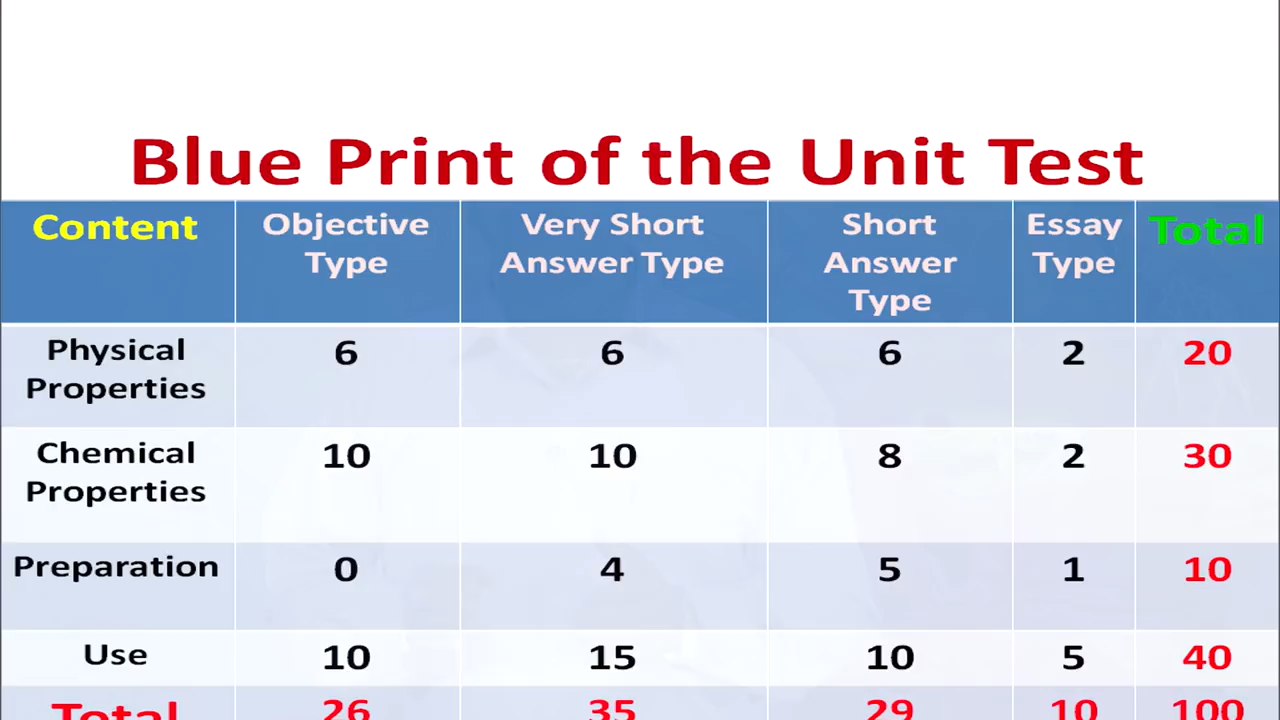 Blue Print of the Unit Test
Content Objective Type Very Short Answer Type Short Answer Type Essay Type Total
Physical Properties 6 6 6 2 20
Chemical Properties 10 10 8 2 30
Preparation 0 4 5 1 10
Use 10 15 10 5 40
Total 26 35 29 10 100